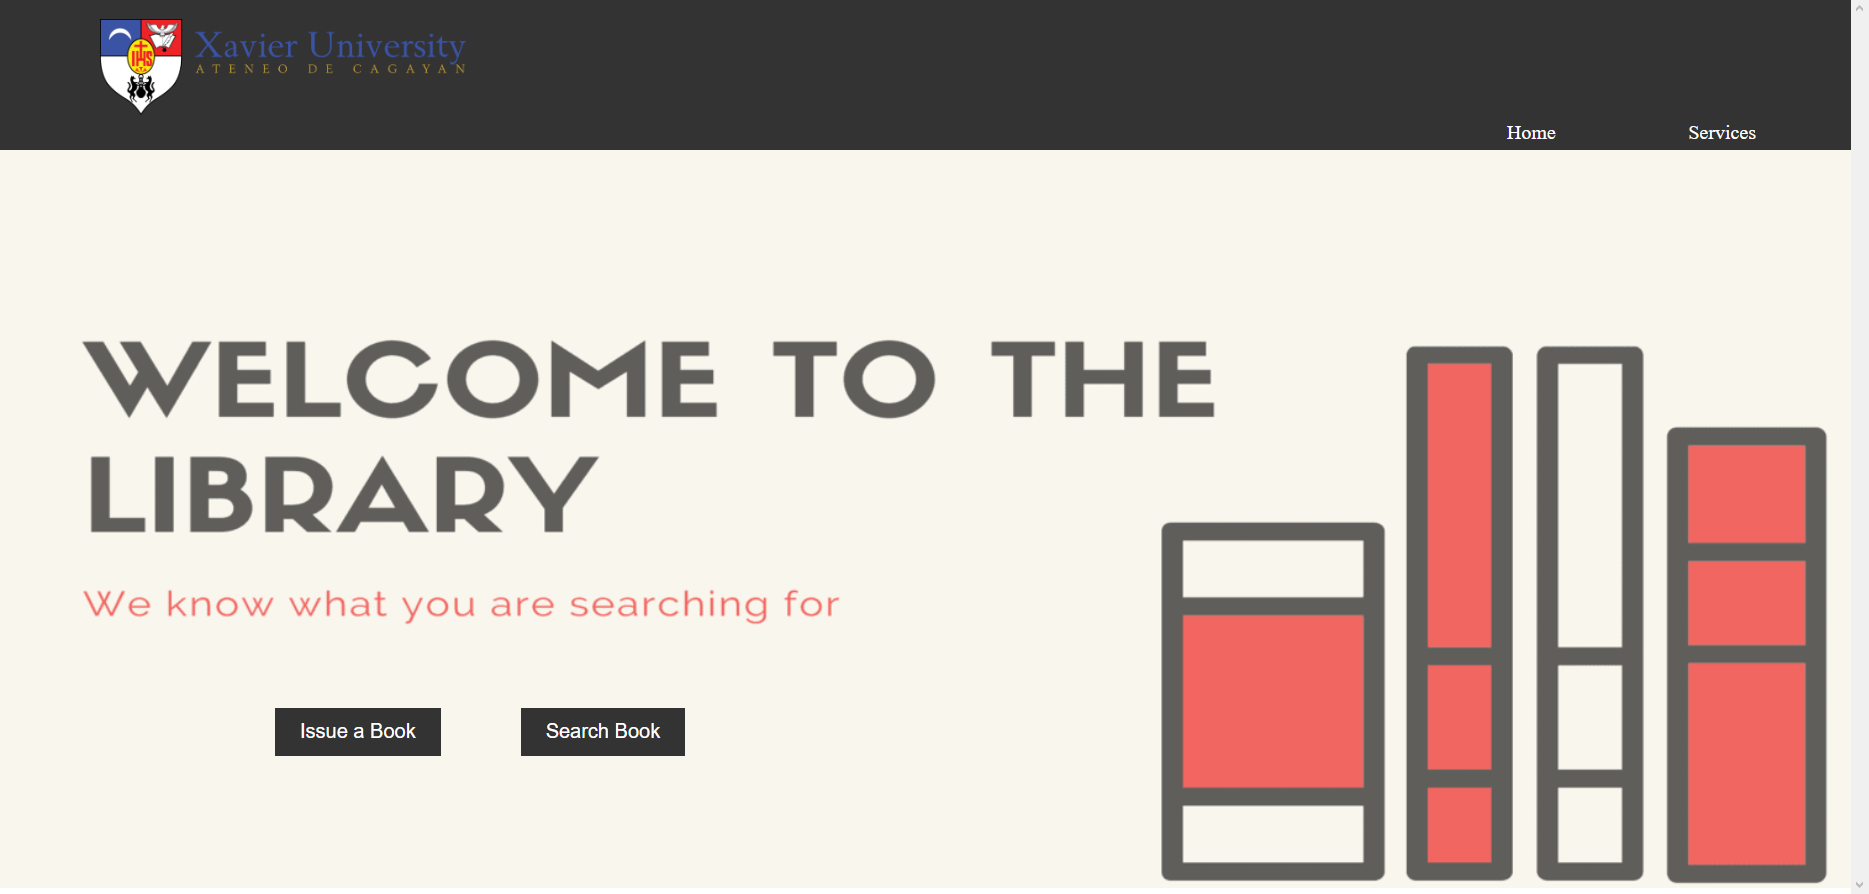 IHS
Xavier University
ATENEO DE CAGAYAN
Home
Services
WELCOME TO THE
LIBRARY
We know what you are searching for
Issue a Book
Search Book